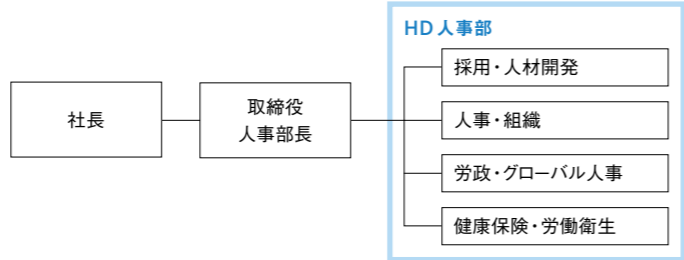 HD人事部
採用・人材開発
社長
取締役
人事部長
人事・組織
労政・グローバル人事
健康保険・労働衛生